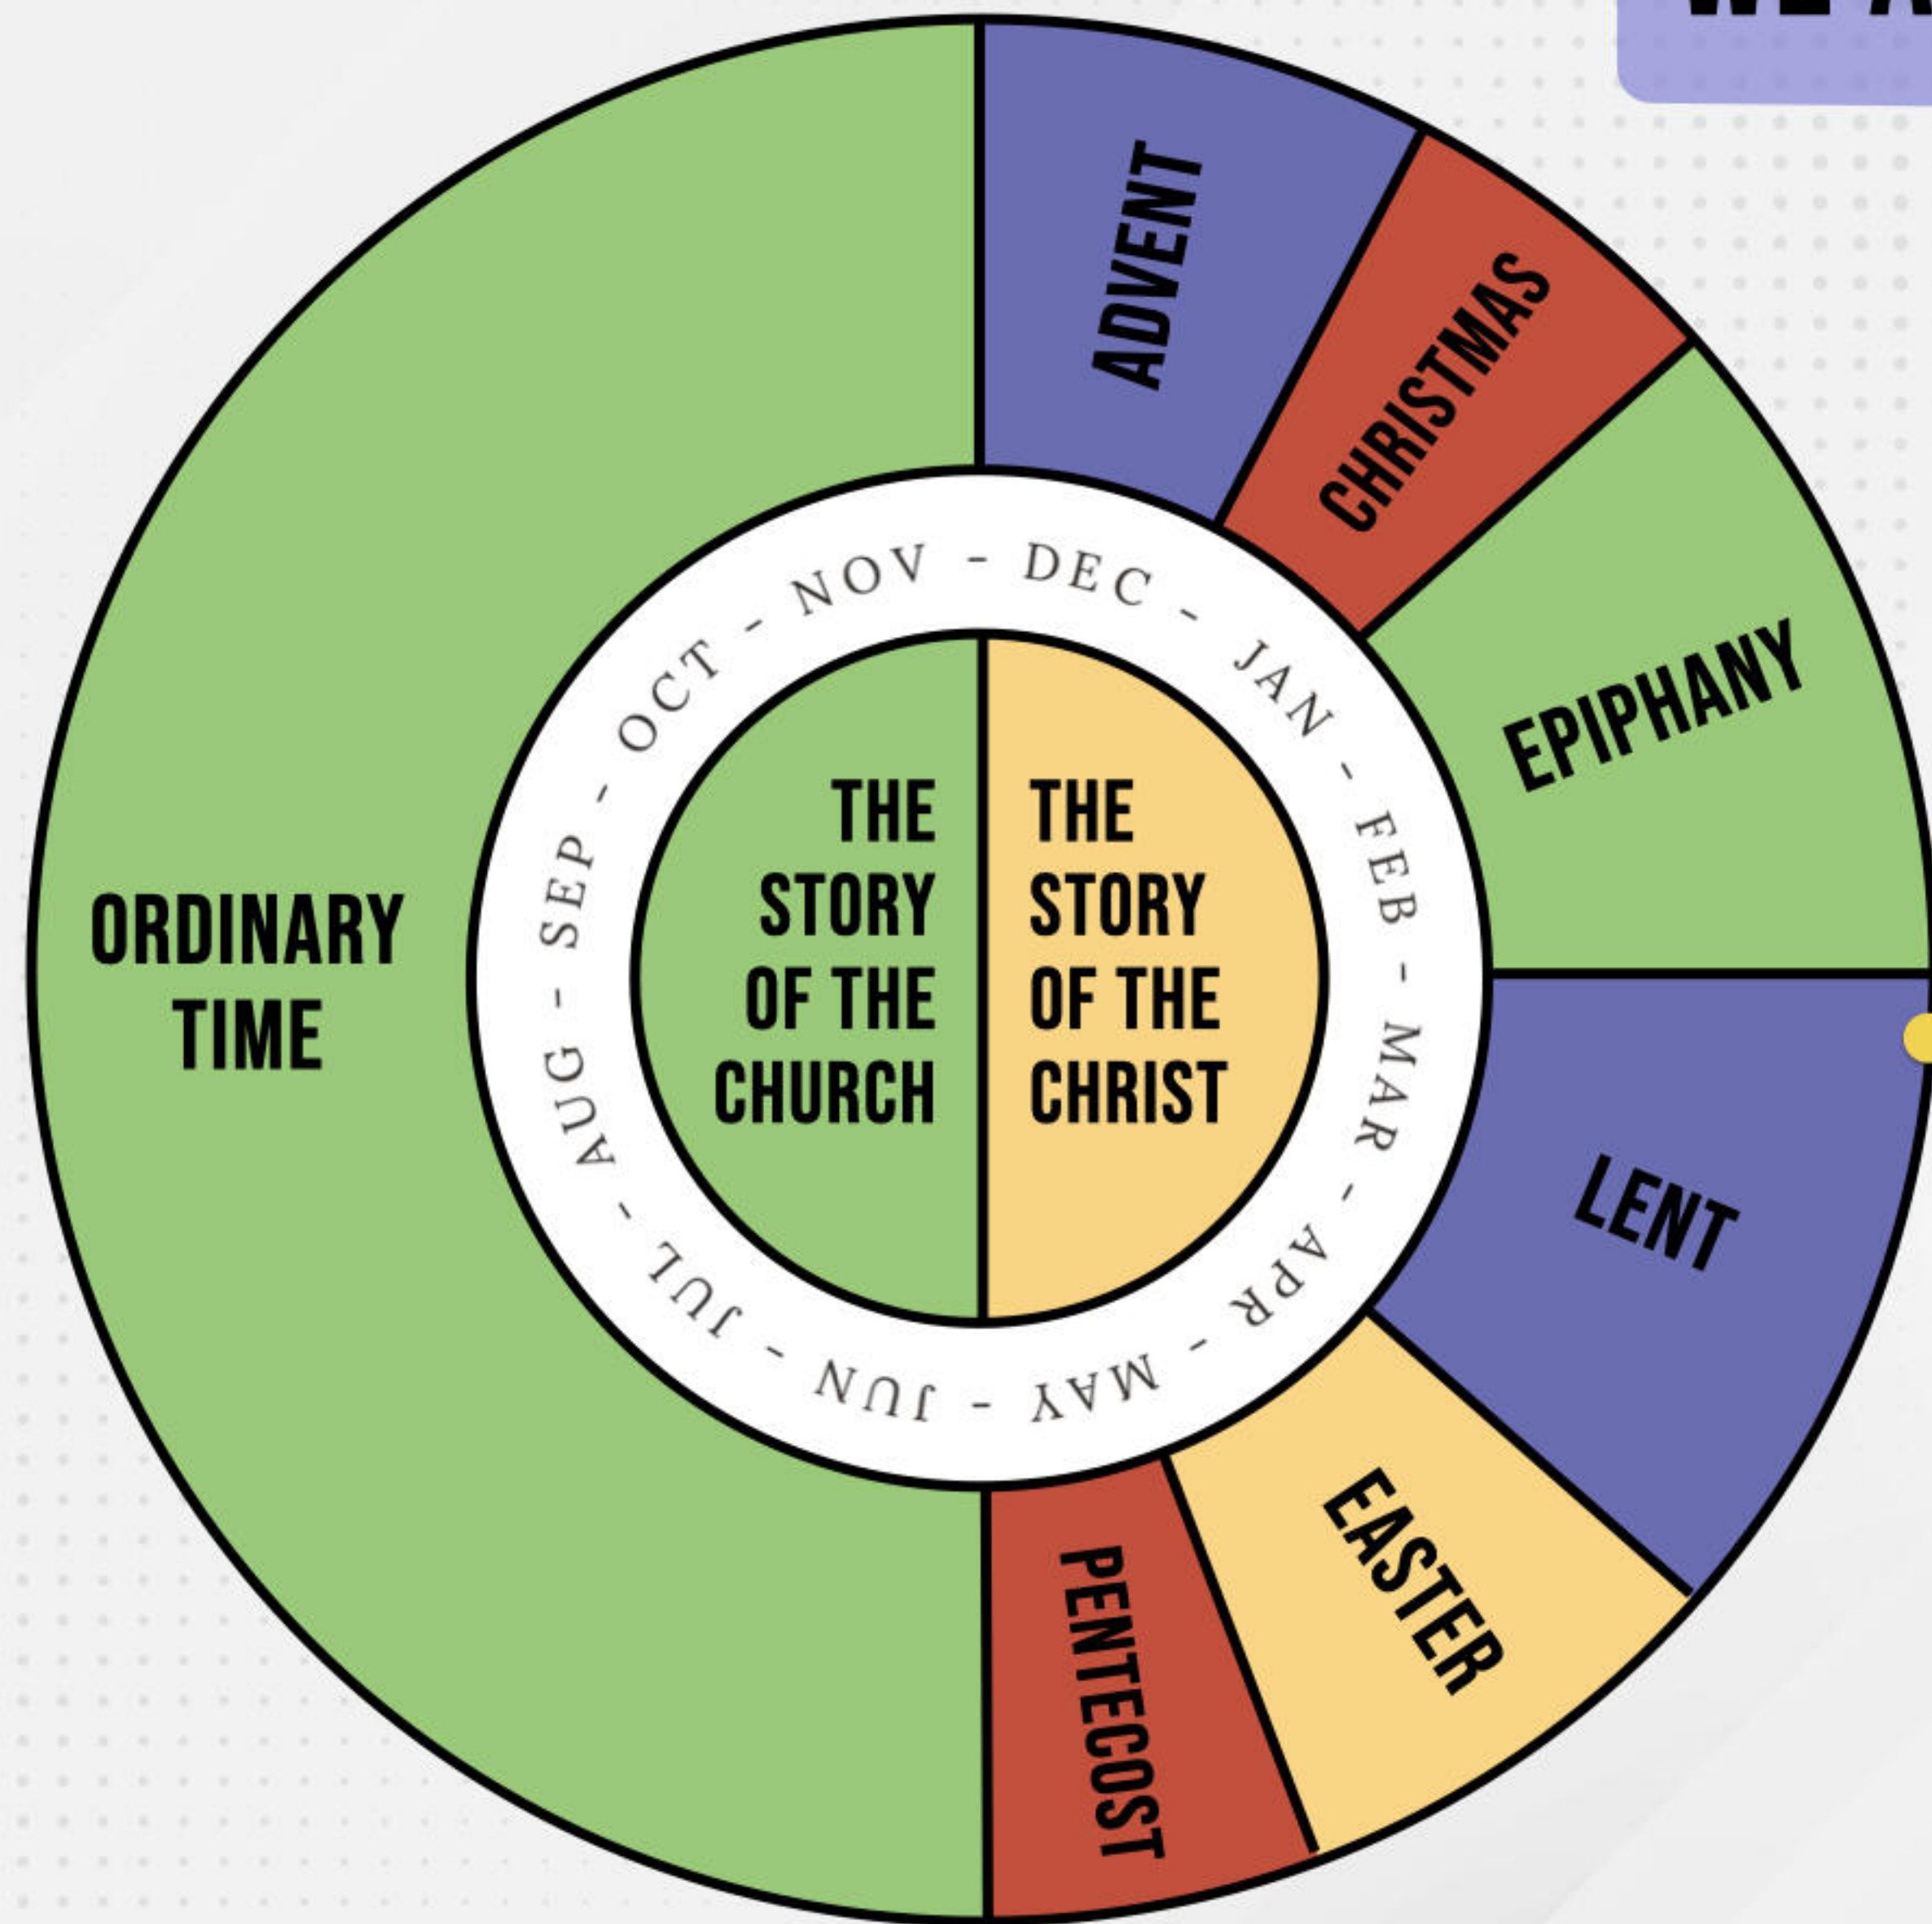 WE A
ADVENT
CHRISTMAS
EPIPHANY
LENT
EASTER
PENTECOST
ORDINARY
TIME
DEC - JAN - FEB - MAR - APR - MAY - JUN - JUL - AUG - SEP - OCT - NOV -
THE
STORY
OF THE
CHURCH
THE
STORY
OF THE
CHRIST